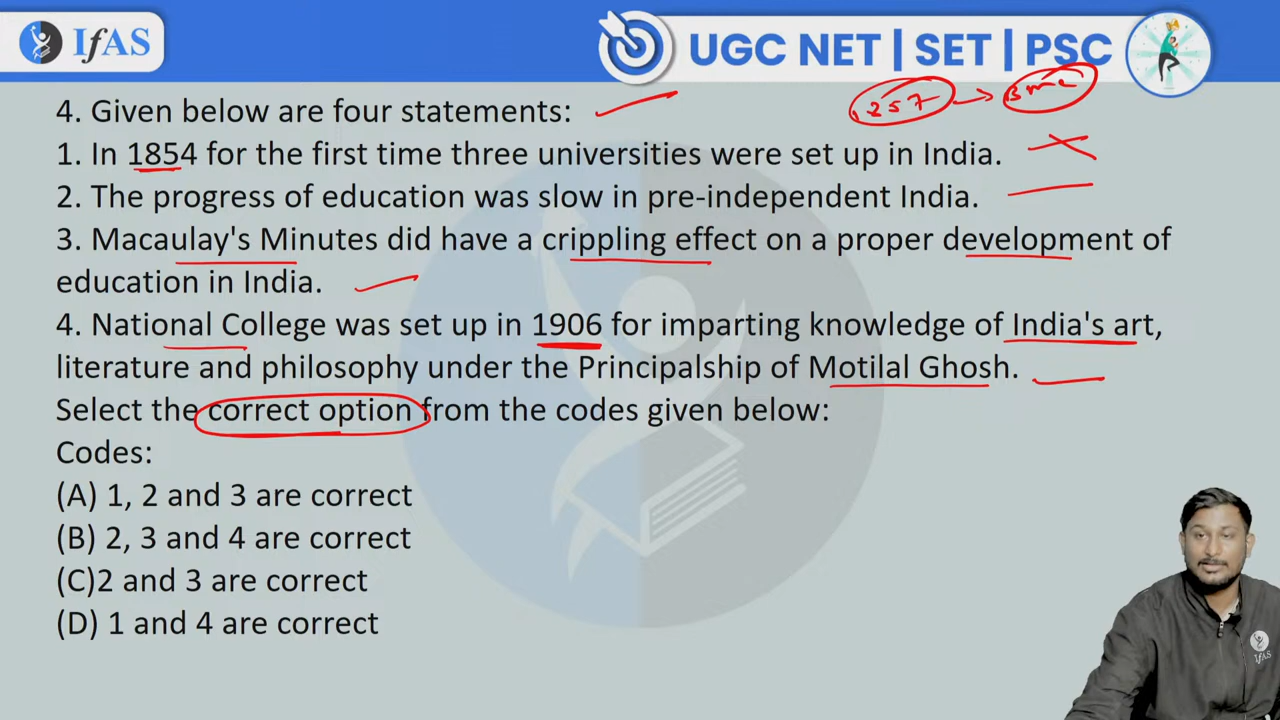 IfAS
UGC NET | SET | PSC
4. Given below are four statements:
1. In 1854 for the first time three universities were set up in India.
2. The progress of education was slow in pre-independent India.
3. Macaulay's Minutes did have a crippling effect on a proper development of
education in India.
4. National College was set up in 1906 for imparting knowledge of India's art,
literature and philosophy under the Principalship of Motilal Ghosh.
Select the correct option from the codes given below:
Codes:
(A) 1, 2 and 3 are correct
(B) 2, 3 and 4 are correct
(C)2 and 3 are correct
(D) 1 and 4 are correct
IfAS